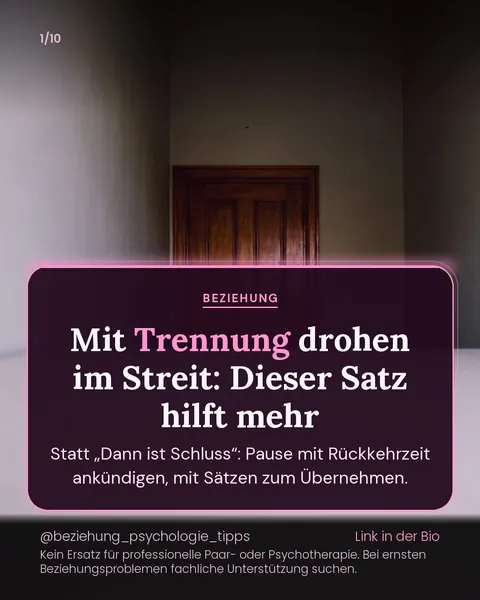 1/10
BEZIEHUNG
Mit Trennung drohen
im Streit: Dieser Satz
hilft mehr
Statt „Dann ist Schluss“: Pause mit Rückkehrzeit
ankündigen, mit Sätzen zum Übernehmen.
@beziehung_psychologie_tipps
Link in der Bio
Kein Ersatz für professionelle Paar- oder Psychotherapie. Bei ernsten
Beziehungsproblemen fachliche Unterstützung suchen.